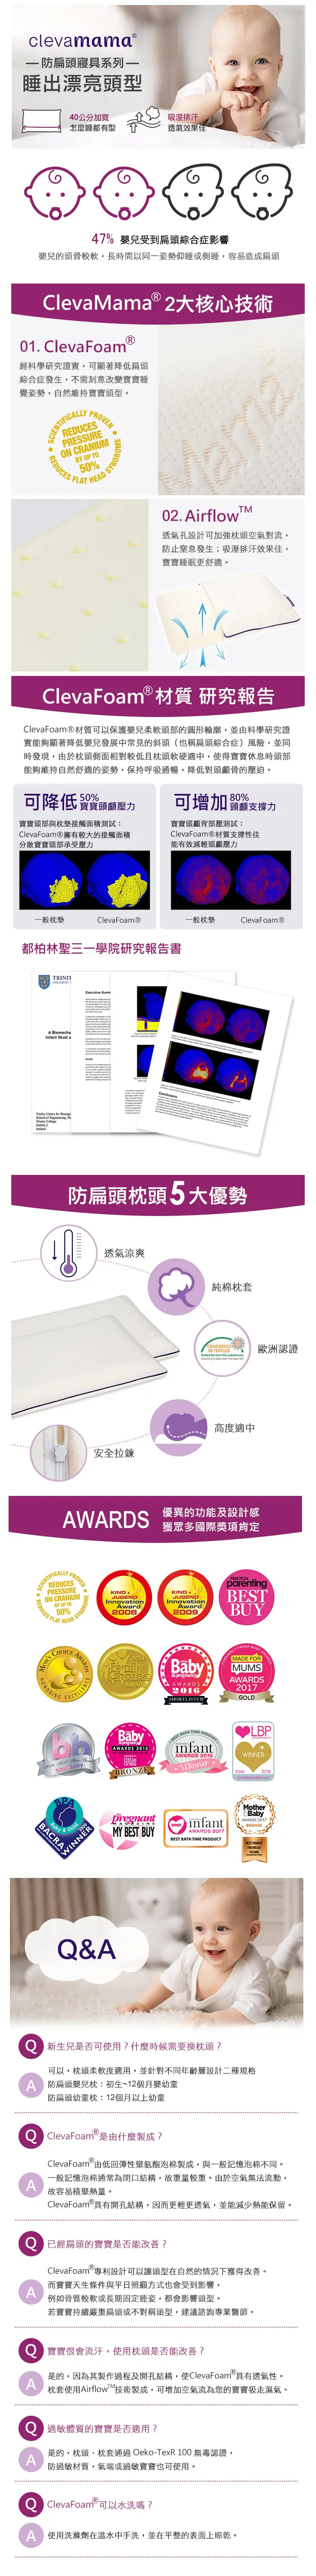 clevamama®
防扁頭寢具系列
睡出漂亮頭型
40公分加寬
怎麼睡都有型
吸溼排汗
透氣效果佳
47% 嬰兒受到扁頭綜合症影響
嬰兒的頭骨較軟，長時間以同一姿勢仰睡或側睡，容易造成扁頭
ClevaMama® 2大核心技術
01. ClevaFoam®
經科學研究證實，可顯著降低扁頭
綜合症發生，不需刻意改變寶寶睡
覺姿勢，自然維持寶寶頭型。
SCIENTIFICALLY PROVEN
REDUCES
PRESSURE
ON CRANIUM
BY UP TO
50%
REDUCES FLAT HEAD SYNDROME
02. Airflow™
透氣孔設計可加強枕頭空氣對流，
防止窒息發生；吸溼排汗效果佳，
寶寶睡眠更舒適。
ClevaFoam®材質 研究報告
ClevaFoam®材質可以保護嬰兒柔軟頭部的圓形輪廓，並由科學研究證
實能夠顯著降低嬰兒發展中常見的斜頭（也稱扁頭綜合症）風險，並同
時發現，由於枕頭側面相對較低且枕頭軟硬適中，使得寶寶休息時頭部
能夠維持自然舒適的姿勢，保持呼吸通暢，降低對頭顱骨的壓迫。
可降低50%寶寶頭顱壓力
寶寶頭部與枕墊接觸面積測試：
ClevaFoam®擁有較大的接觸面積
分散寶寶頭部承受壓力
一般枕墊 ClevaFoam®
可增加80%頭顱支撐力
寶寶頭顱背部壓測試：
ClevaFoam®材質支撐性佳
能有效減輕頭顱壓力
一般枕墊 ClevaFoam®
都柏林聖三一學院研究報告書
Executive Summ
A Biomecha
Infant Skull a
Conclusions
防扁頭枕頭5大優勢
透氣涼爽
純棉枕套
CONFIDENCE
IN TEXTILES
歐洲認證
高度適中
安全拉鍊
AWARDS 優異的功能及設計感
獲眾多國際獎項肯定
SCIENTIFICALLY PROVEN
REDUCES
PRESSURE
ON CRANIUM
BY UP TO
50%
REDUCES FLAT HEAD SYNDROME
KIND +
JUGEND
Innovation
Award
2008
KIND +
JUGEND
Innovation
Award
2009
PRACTICAL
parenting
BEST
BUY
MOM'S CHOICE AWARDS
HONORING EXCELLENCE
Baby
& pregnancy
AWARDS
2016
SHORTLISTED
MADE FOR
MUMS
AWARDS
2017
GOLD
bh
Baby
AWARDS 2016
little
ones
BRONZE
infant
AWARDS 2016
Winner
LBP
WINNER
Gold 2016
BPA
BABY & CHILD
BACRA WINNER
pregnant
MY BEST BUY
infant
AWARDS 2017
BEST BATH TIME PRODUCT
Mother
&Baby
AWARDS 2017
BRONZE
Q&A
Q 新生兒是否可使用？什麼時候需要換枕頭？
A 可以，枕頭柔軟度適用，並針對不同年齡層設計二種規格
防扁頭嬰兒枕：初生~12個月嬰幼童
防扁頭幼童枕：12個月以上幼童
Q ClevaFoam®是由什麼製成？
A ClevaFoam®由低回彈性聚氨酯泡棉製成，與一般記憶泡棉不同。
一般記憶泡棉通常為閉口結構，故重量較重。由於空氣無法流動，
故容易積聚熱量。
ClevaFoam®具有開孔結構，因而更輕更透氣，並能減少熱能保留。
Q 已經扁頭的寶寶是否能改善？
A ClevaFoam®專利設計可以讓頭型在自然的情況下獲得改善。
而寶寶天生條件與平日照顧方式也會受到影響，
例如骨質較軟或長期固定睡姿，都會影響頭型。
若寶寶持續嚴重扁頭或不對稱頭型，建議諮詢專業醫師。
Q 寶寶很會流汗，使用枕頭是否能改善？
A 是的，因為其製作過程及開孔結構，使ClevaFoam®具有透氣性。
枕套使用Airflow™技術製成，可增加空氣流為您的寶寶吸走濕氣。
Q 過敏體質的寶寶是否適用？
A 是的，枕頭、枕套通過 Oeko-TexR 100 無毒認證，
防過敏材質，氣喘或過敏寶寶也可使用。
Q ClevaFoam®可以水洗嗎？
A 使用洗滌劑在溫水中手洗，並在平整的表面上晾乾。